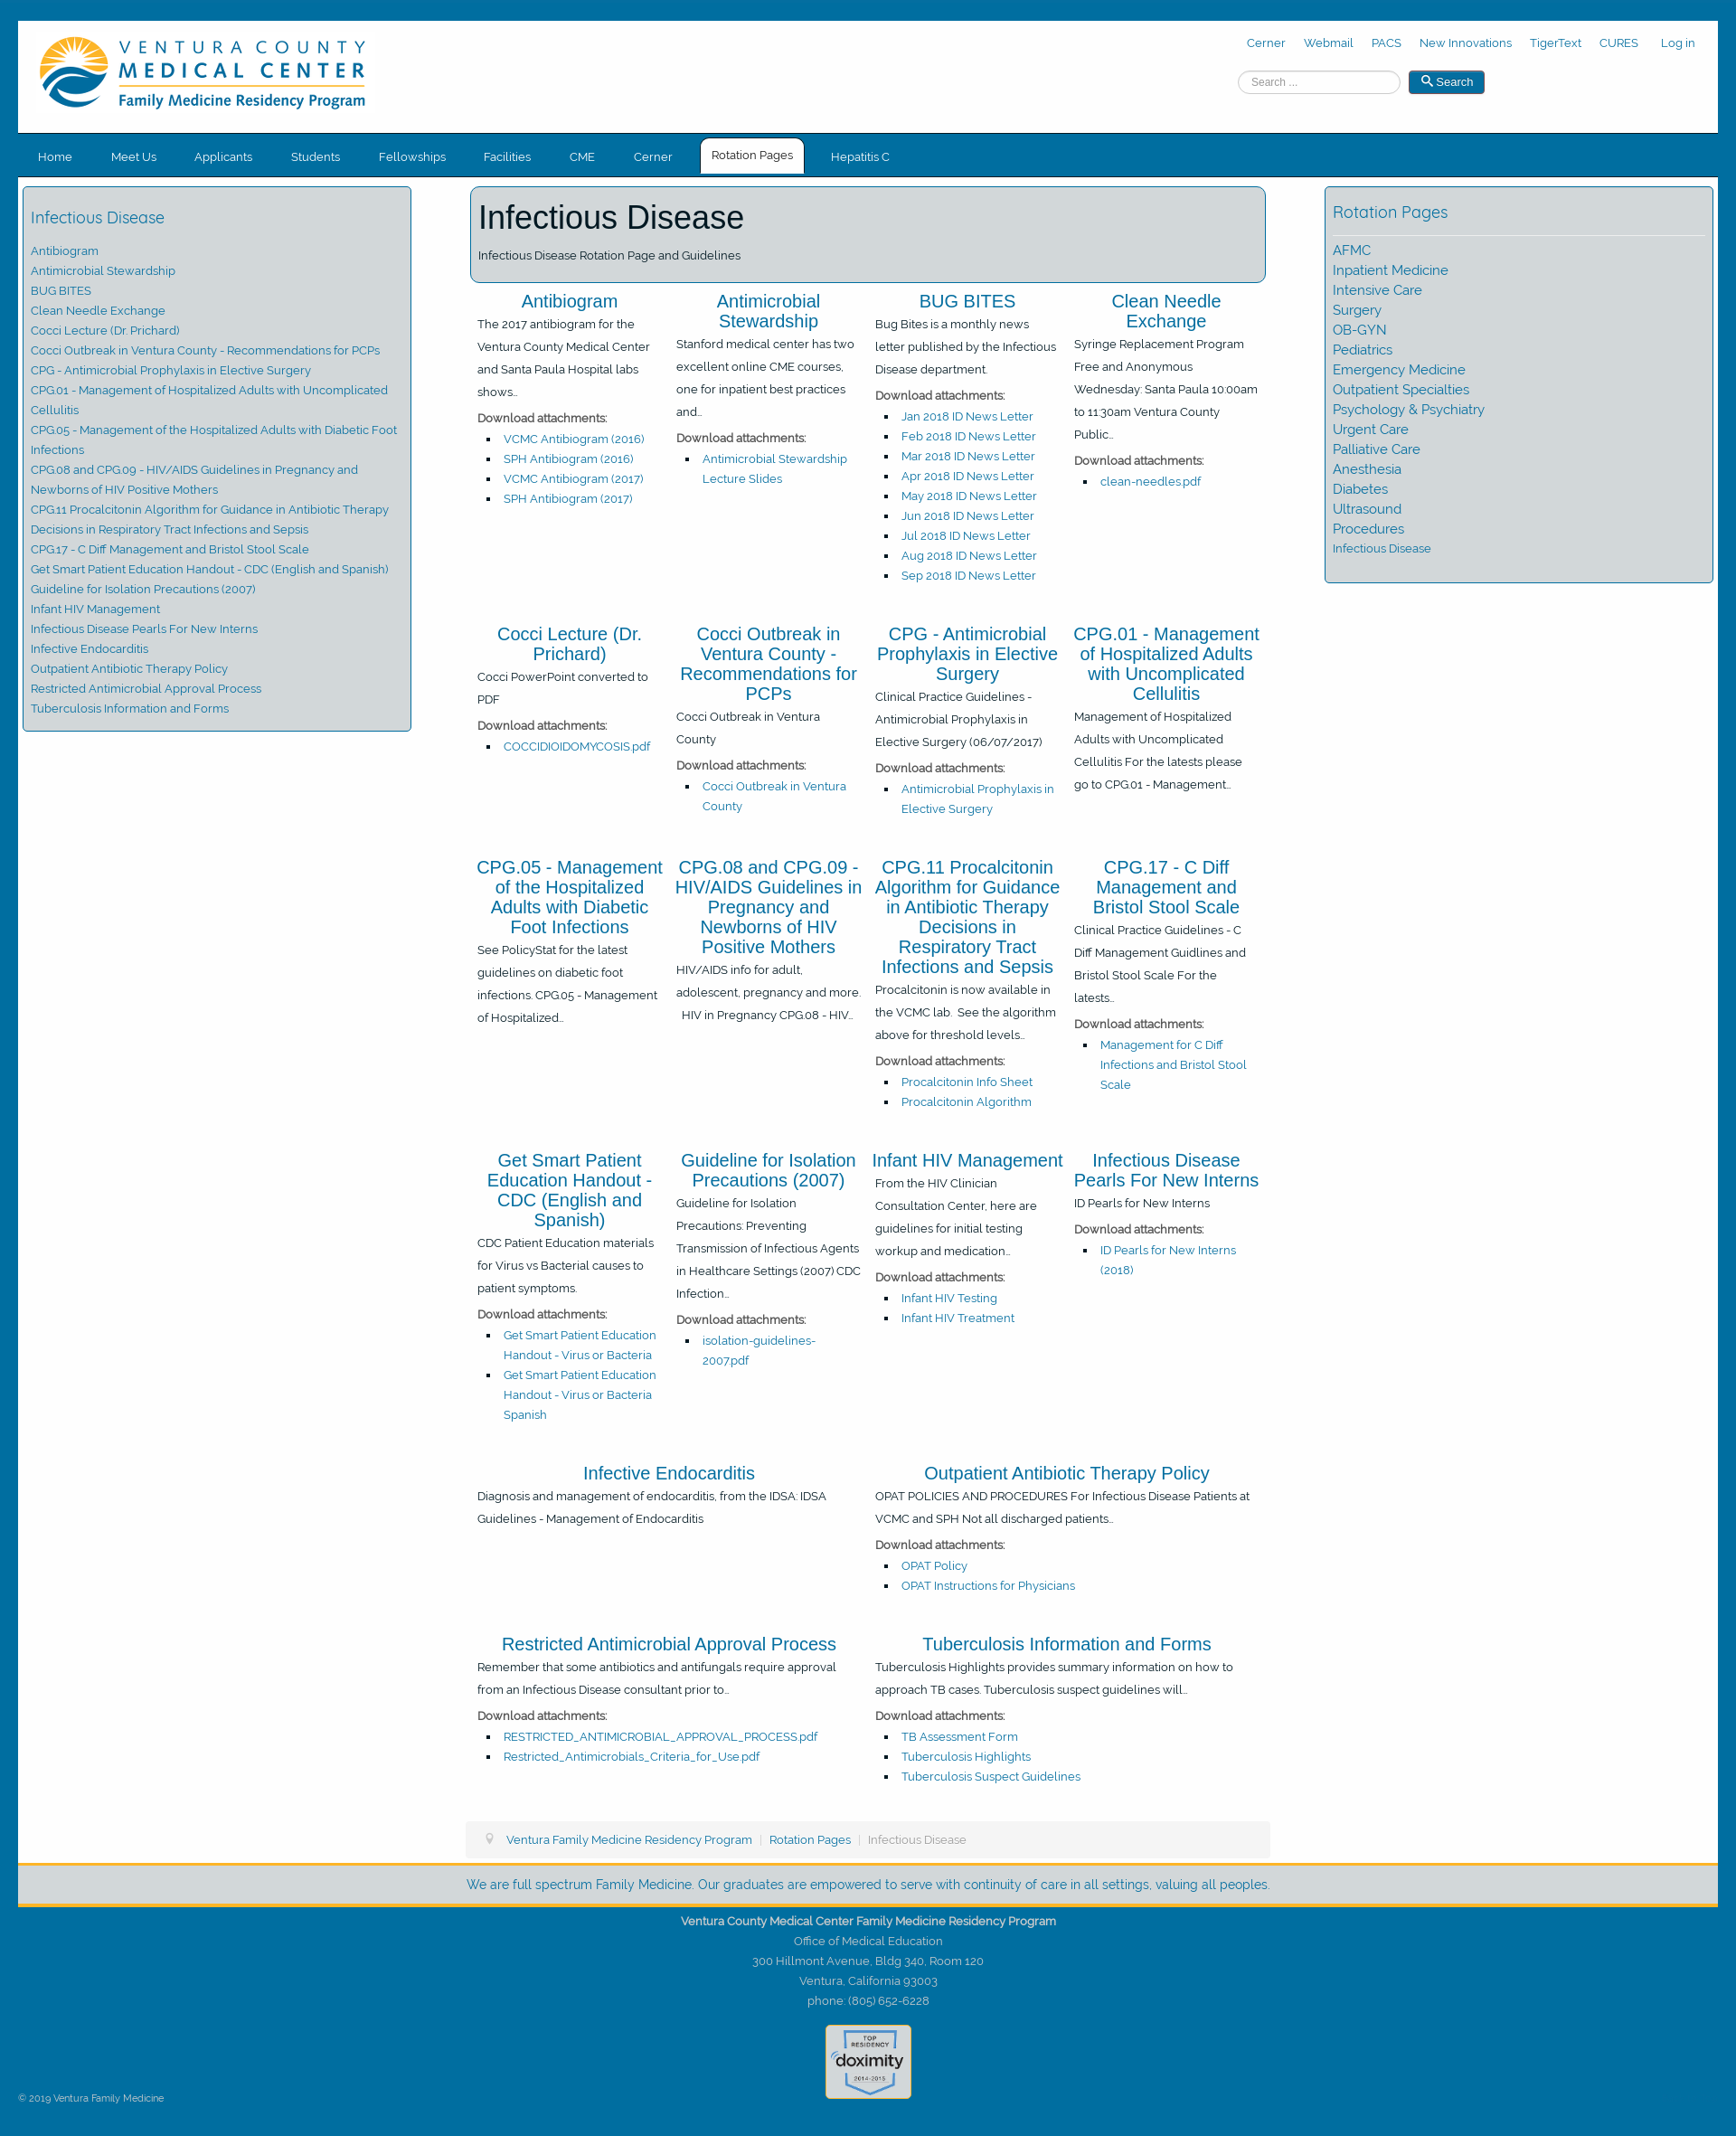 VENTURA COUNTY
MEDICAL CENTER
Family Medicine Residency Program
Cerner Webmail PACS New Innovations TigerText CURES Log in
Search ...
Search
Home Meet Us Applicants Students Fellowships Facilities CME Cerner Rotation Pages Hepatitis C
Infectious Disease
Antibiogram
Antimicrobial Stewardship
BUG BITES
Clean Needle Exchange
Cocci Lecture (Dr. Prichard)
Cocci Outbreak in Ventura County - Recommendations for PCPs
CPG - Antimicrobial Prophylaxis in Elective Surgery
CPG.01 - Management of Hospitalized Adults with Uncomplicated
Cellulitis
CPG.05 - Management of the Hospitalized Adults with Diabetic Foot
Infections
CPG.08 and CPG.09 - HIV/AIDS Guidelines in Pregnancy and
Newborns of HIV Positive Mothers
CPG.11 Procalcitonin Algorithm for Guidance in Antibiotic Therapy
Decisions in Respiratory Tract Infections and Sepsis
CPG.17 - C Diff Management and Bristol Stool Scale
Get Smart Patient Education Handout - CDC (English and Spanish)
Guideline for Isolation Precautions (2007)
Infant HIV Management
Infectious Disease Pearls For New Interns
Infective Endocarditis
Outpatient Antibiotic Therapy Policy
Restricted Antimicrobial Approval Process
Tuberculosis Information and Forms
Infectious Disease
Infectious Disease Rotation Page and Guidelines
Antibiogram
The 2017 antibiogram for the
Ventura County Medical Center
and Santa Paula Hospital labs
shows...
Download attachments:
VCMC Antibiogram (2016)
SPH Antibiogram (2016)
VCMC Antibiogram (2017)
SPH Antibiogram (2017)
Antimicrobial
Stewardship
Stanford medical center has two
excellent online CME courses,
one for inpatient best practices
and...
Download attachments:
Antimicrobial Stewardship
Lecture Slides
BUG BITES
Bug Bites is a monthly news
letter published by the Infectious
Disease department.
Download attachments:
Jan 2018 ID News Letter
Feb 2018 ID News Letter
Mar 2018 ID News Letter
Apr 2018 ID News Letter
May 2018 ID News Letter
Jun 2018 ID News Letter
Jul 2018 ID News Letter
Aug 2018 ID News Letter
Sep 2018 ID News Letter
Clean Needle
Exchange
Syringe Replacement Program
Free and Anonymous
Wednesday: Santa Paula 10:00am
to 11:30am Ventura County
Public...
Download attachments:
clean-needles.pdf
Cocci Lecture (Dr.
Prichard)
Cocci PowerPoint converted to
PDF
Download attachments:
COCCIDIOIDOMYCOSIS.pdf
Cocci Outbreak in
Ventura County -
Recommendations for
PCPs
Cocci Outbreak in Ventura
County
Download attachments:
Cocci Outbreak in Ventura
County
CPG - Antimicrobial
Prophylaxis in Elective
Surgery
Clinical Practice Guidelines -
Antimicrobial Prophylaxis in
Elective Surgery (06/07/2017)
Download attachments:
Antimicrobial Prophylaxis in
Elective Surgery
CPG.01 - Management
of Hospitalized Adults
with Uncomplicated
Cellulitis
Management of Hospitalized
Adults with Uncomplicated
Cellulitis For the latests please
go to CPG.01 - Management...
CPG.05 - Management
of the Hospitalized
Adults with Diabetic
Foot Infections
See PolicyStat for the latest
guidelines on diabetic foot
infections. CPG.05 - Management
of Hospitalized...
CPG.08 and CPG.09 -
HIV/AIDS Guidelines in
Pregnancy and
Newborns of HIV
Positive Mothers
HIV/AIDS info for adult,
adolescent, pregnancy and more.
HIV in Pregnancy CPG.08 - HIV...
CPG.11 Procalcitonin
Algorithm for Guidance
in Antibiotic Therapy
Decisions in
Respiratory Tract
Infections and Sepsis
Procalcitonin is now available in
the VCMC lab. See the algorithm
above for threshold levels...
Download attachments:
Procalcitonin Info Sheet
Procalcitonin Algorithm
CPG.17 - C Diff
Management and
Bristol Stool Scale
Clinical Practice Guidelines - C
Diff Management Guidlines and
Bristol Stool Scale For the
latests...
Download attachments:
Management for C Diff
Infections and Bristol Stool
Scale
Get Smart Patient
Education Handout -
CDC (English and
Spanish)
CDC Patient Education materials
for Virus vs Bacterial causes to
patient symptoms.
Download attachments:
Get Smart Patient Education
Handout - Virus or Bacteria
Get Smart Patient Education
Handout - Virus or Bacteria
Spanish
Guideline for Isolation
Precautions (2007)
Guideline for Isolation
Precautions: Preventing
Transmission of Infectious Agents
in Healthcare Settings (2007) CDC
Infection...
Download attachments:
isolation-guidelines-
2007.pdf
Infant HIV Management
From the HIV Clinician
Consultation Center, here are
guidelines for initial testing
workup and medication...
Download attachments:
Infant HIV Testing
Infant HIV Treatment
Infectious Disease
Pearls For New Interns
ID Pearls for New Interns
Download attachments:
ID Pearls for New Interns
(2018)
Infective Endocarditis
Diagnosis and management of endocarditis, from the IDSA: IDSA
Guidelines - Management of Endocarditis
Outpatient Antibiotic Therapy Policy
OPAT POLICIES AND PROCEDURES For Infectious Disease Patients at
VCMC and SPH Not all discharged patients...
Download attachments:
OPAT Policy
OPAT Instructions for Physicians
Restricted Antimicrobial Approval Process
Remember that some antibiotics and antifungals require approval
from an Infectious Disease consultant prior to...
Download attachments:
RESTRICTED_ANTIMICROBIAL_APPROVAL_PROCESS.pdf
Restricted_Antimicrobials_Criteria_for_Use.pdf
Tuberculosis Information and Forms
Tuberculosis Highlights provides summary information on how to
approach TB cases. Tuberculosis suspect guidelines will...
Download attachments:
TB Assessment Form
Tuberculosis Highlights
Tuberculosis Suspect Guidelines
Rotation Pages
AFMC
Inpatient Medicine
Intensive Care
Surgery
OB-GYN
Pediatrics
Emergency Medicine
Outpatient Specialties
Psychology & Psychiatry
Urgent Care
Palliative Care
Anesthesia
Diabetes
Ultrasound
Procedures
Infectious Disease
Ventura Family Medicine Residency Program | Rotation Pages | Infectious Disease
We are full spectrum Family Medicine. Our graduates are empowered to serve with continuity of care in all settings, valuing all peoples.
Ventura County Medical Center Family Medicine Residency Program
Office of Medical Education
300 Hillmont Avenue, Bldg 340, Room 120
Ventura, California 93003
phone: (805) 652-6228
TOP
RESIDENCY
doximity
2014-2015
© 2019 Ventura Family Medicine